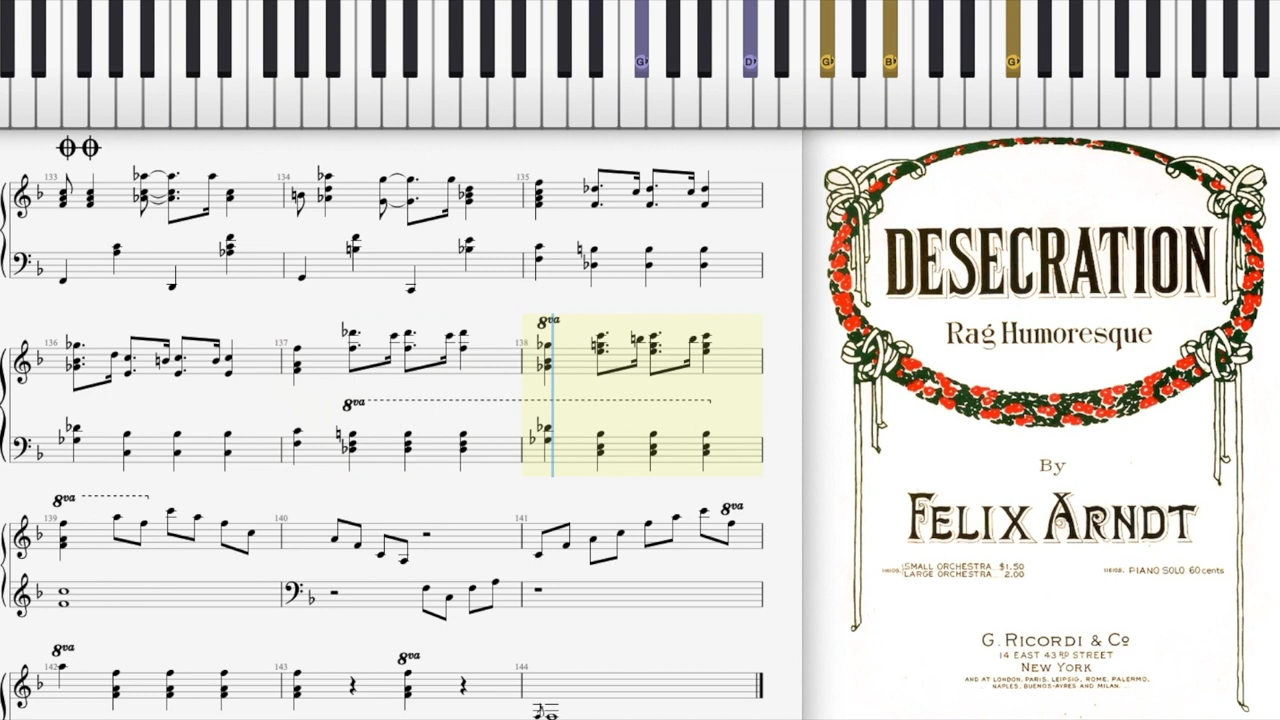 G♭ D♭ G♭ B♭ G♭
133 134 135
136 137 138
8va
8va
139 140 141
8va
8va
142 143 144
8va
8va
DESECRATION
Rag Humoresque
By
FELIX ARNDT
SMALL ORCHESTRA $1.50
LARGE ORCHESTRA 2.00
PIANO SOLO 60 cents
G. RICORDI & Co
14 EAST 43RD STREET
NEW YORK
AND AT LONDON, PARIS, LEIPSIG, ROME, PALERMO,
NAPLES, BUENOS-AYRES AND MILAN.